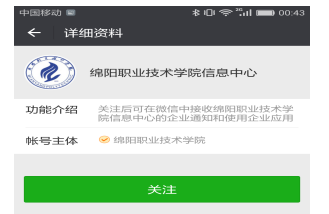 中国移动 00:43
详细资料
绵阳职业技术学院信息中心
功能介绍 关注后可在微信中接收绵阳职业技术学
院信息中心的企业通知和使用企业应用
帐号主体 绵阳职业技术学院
关注